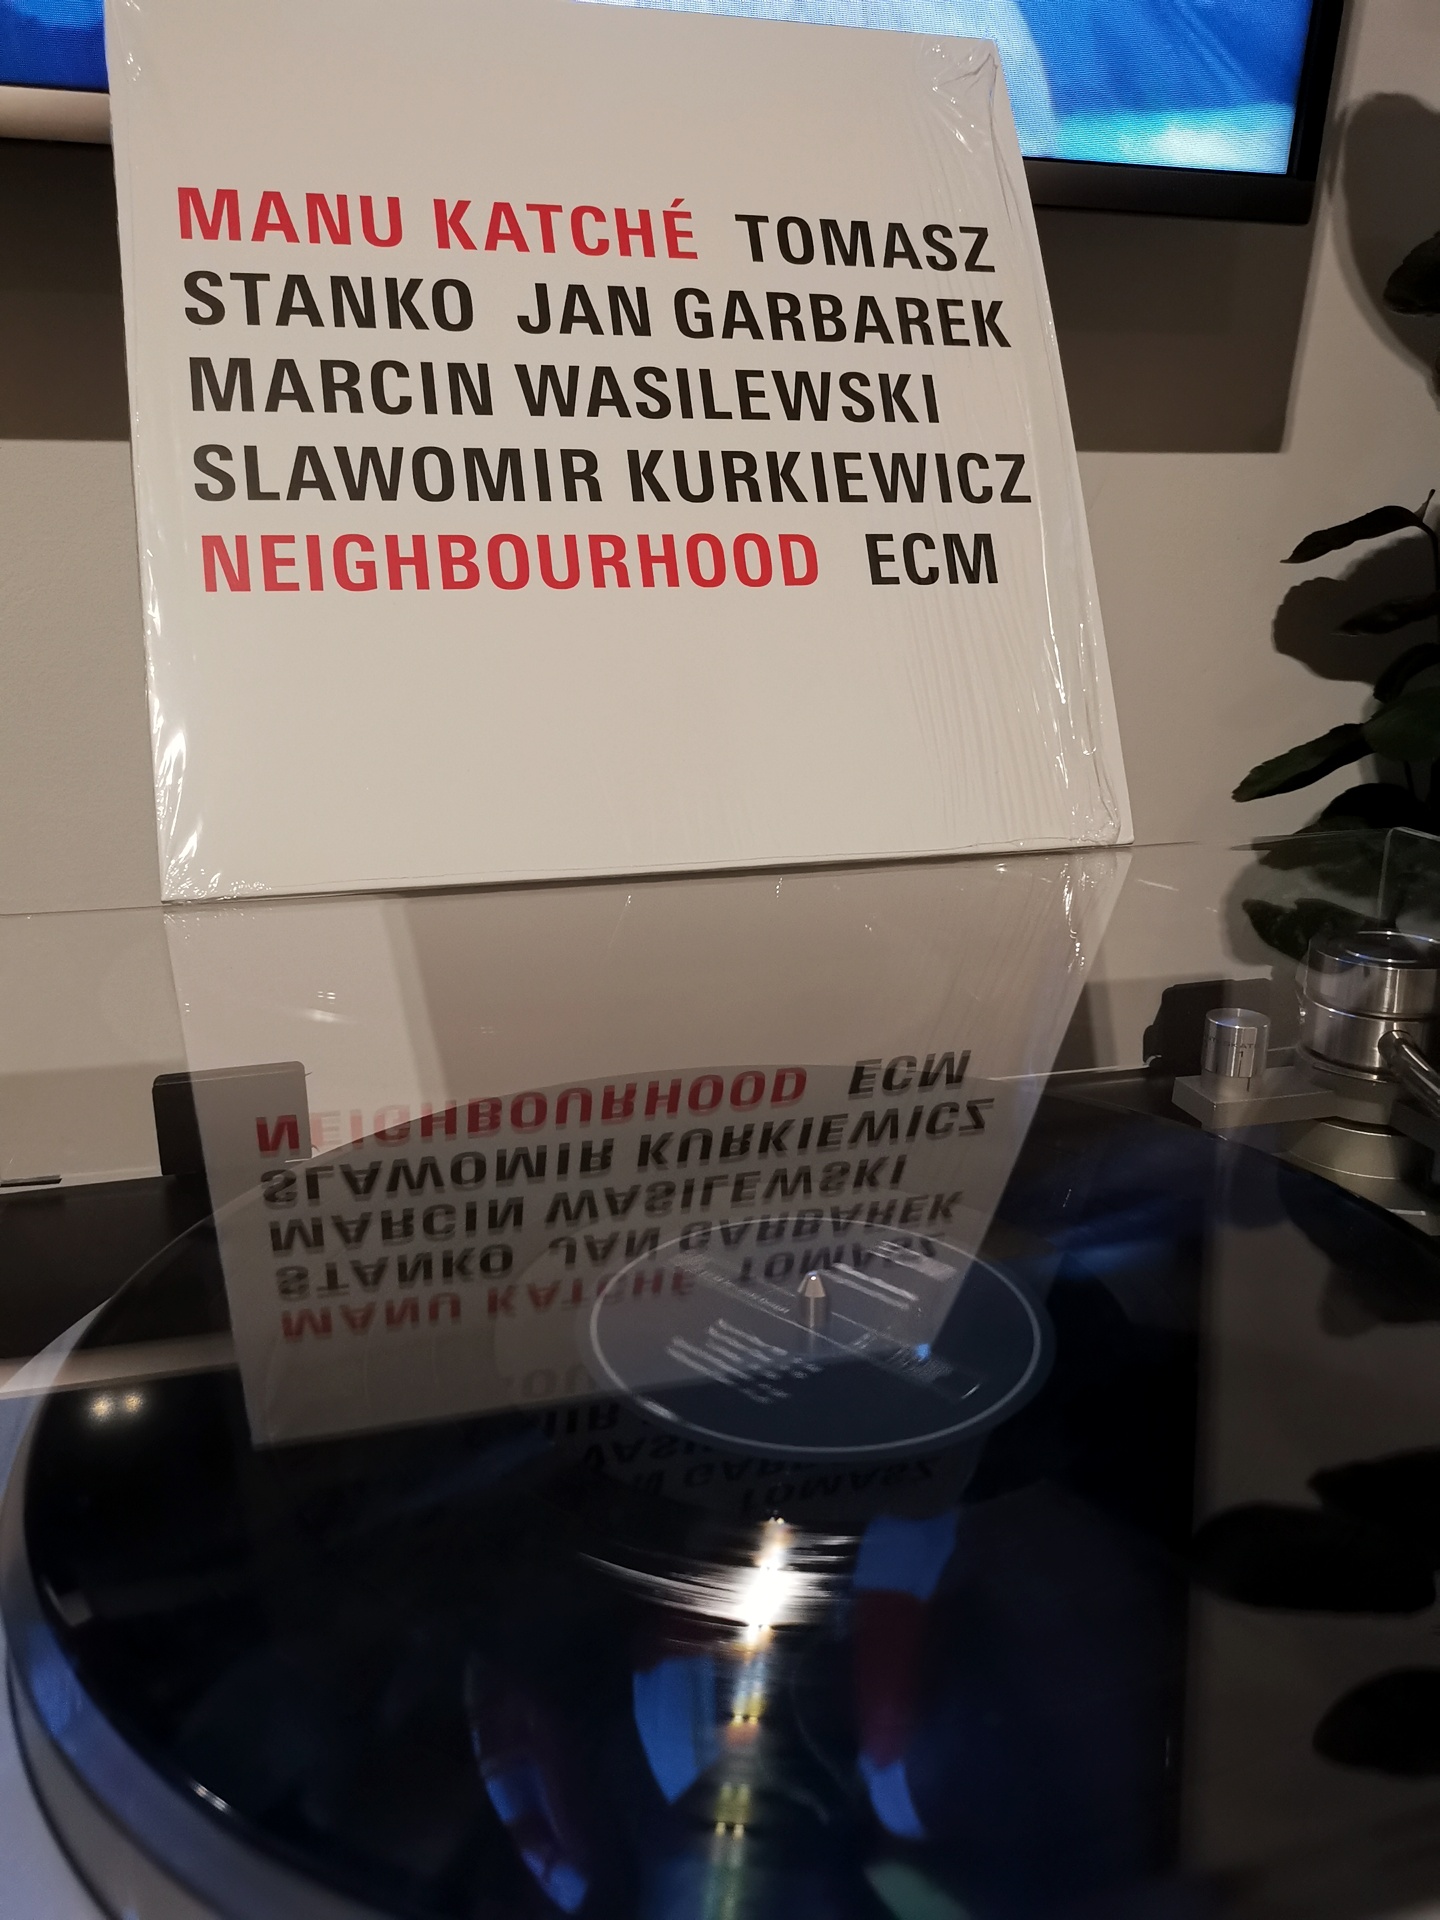 MANU KATCHÉ TOMASZ
STANKO JAN GARBAREK
MARCIN WASILEWSKI
SLAWOMIR KURKIEWICZ
NEIGHBOURHOOD ECM